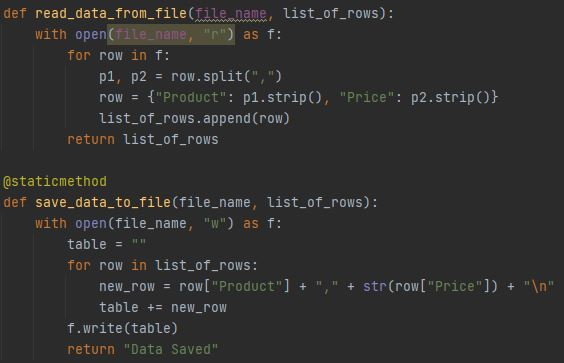 def read_data_from_file(file_name, list_of_rows):
    with open(file_name, "r") as f:
        for row in f:
            p1, p2 = row.split(",")
            row = {"Product": p1.strip(), "Price": p2.strip()}
            list_of_rows.append(row)
        return list_of_rows

@staticmethod
def save_data_to_file(file_name, list_of_rows):
    with open(file_name, "w") as f:
        table = ""
        for row in list_of_rows:
            new_row = row["Product"] + "," + str(row["Price"]) + "\n"
            table += new_row
        f.write(table)
        return "Data Saved"